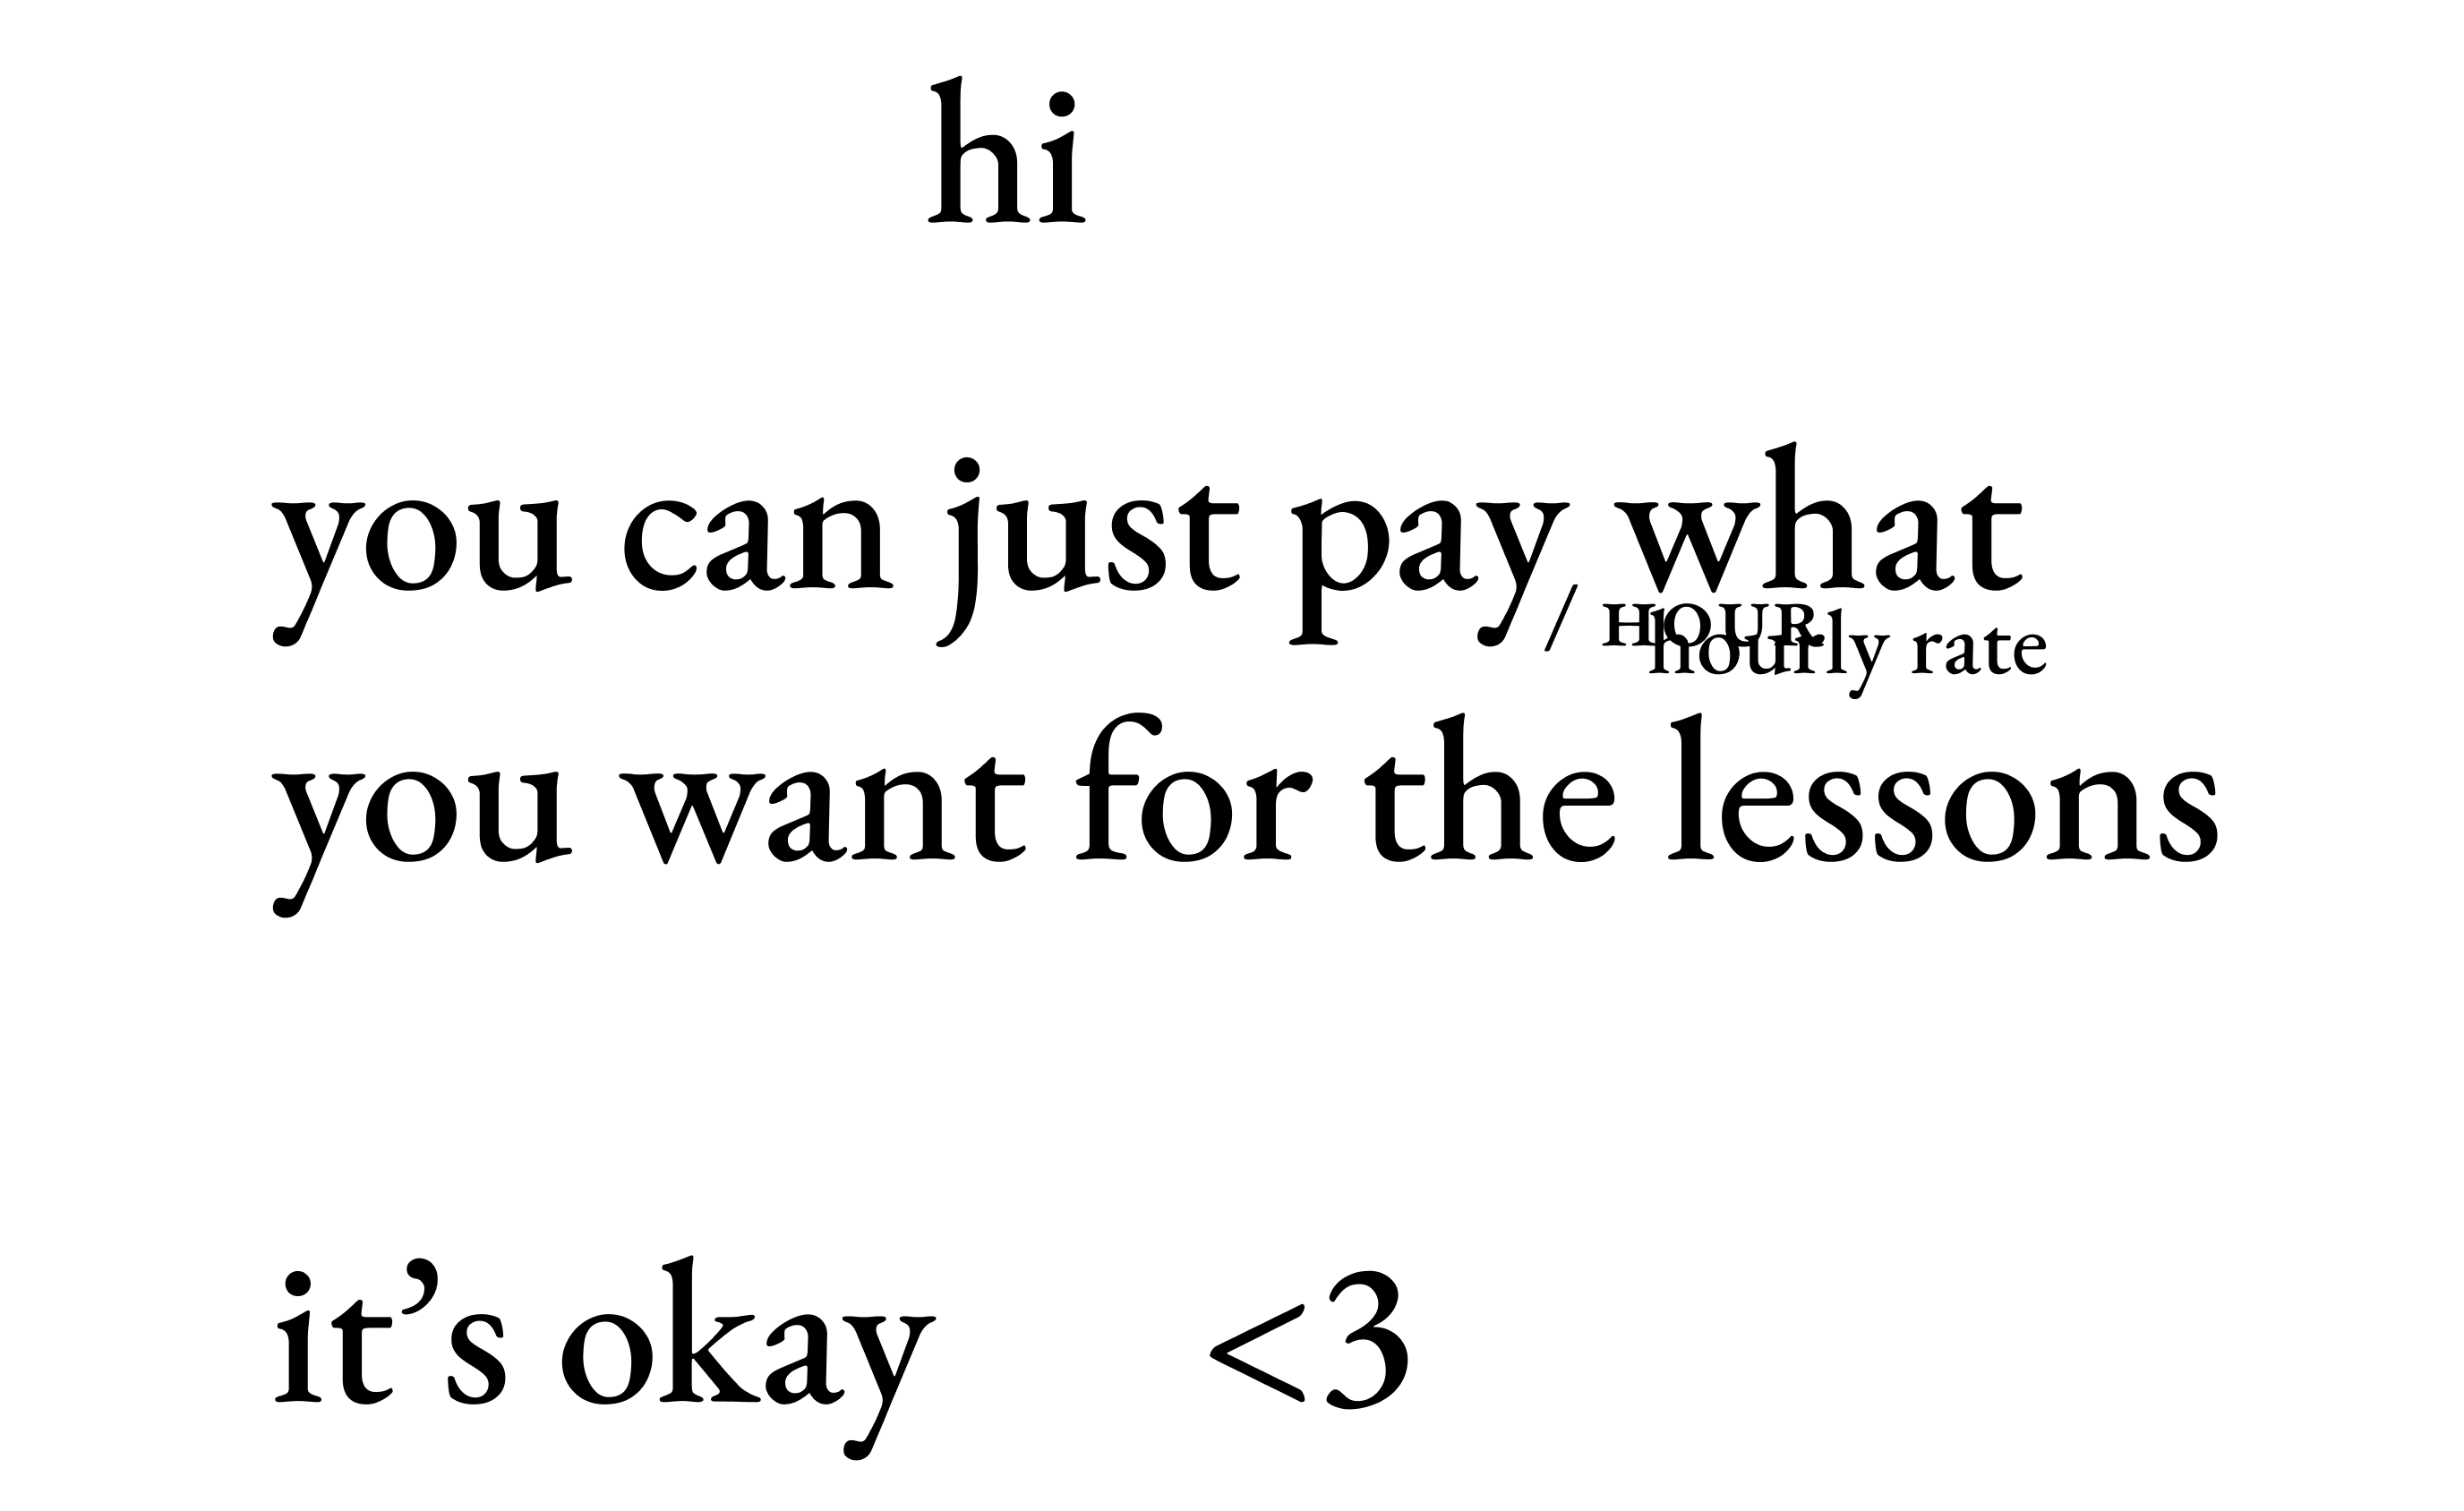 hi
you can just pay what
/ HOUR
hourly rate
you want for the lessons
it’s okay <3